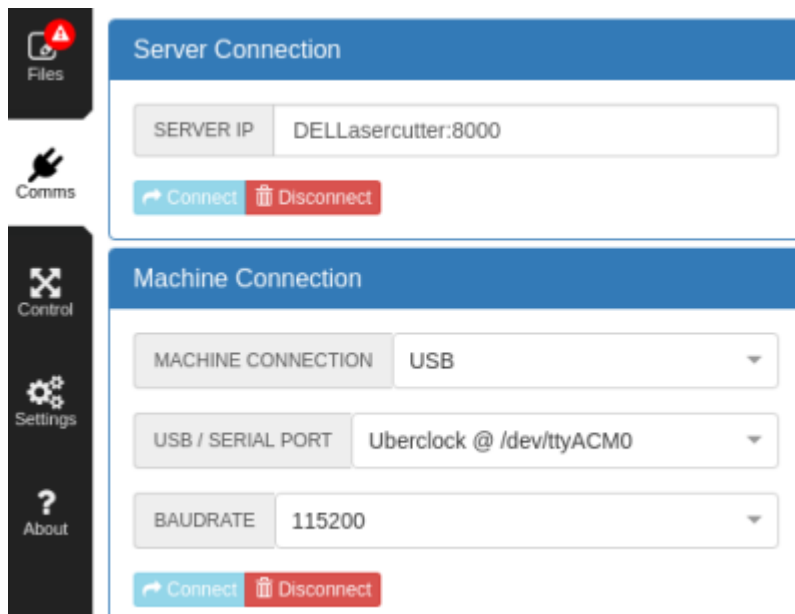 Files
Comms
Control
Settings
About
Server Connection
SERVER IP DELLasercutter:8000
Connect Disconnect
Machine Connection
MACHINE CONNECTION USB
USB / SERIAL PORT Uberclock @ /dev/ttyACM0
BAUDRATE 115200
Connect Disconnect